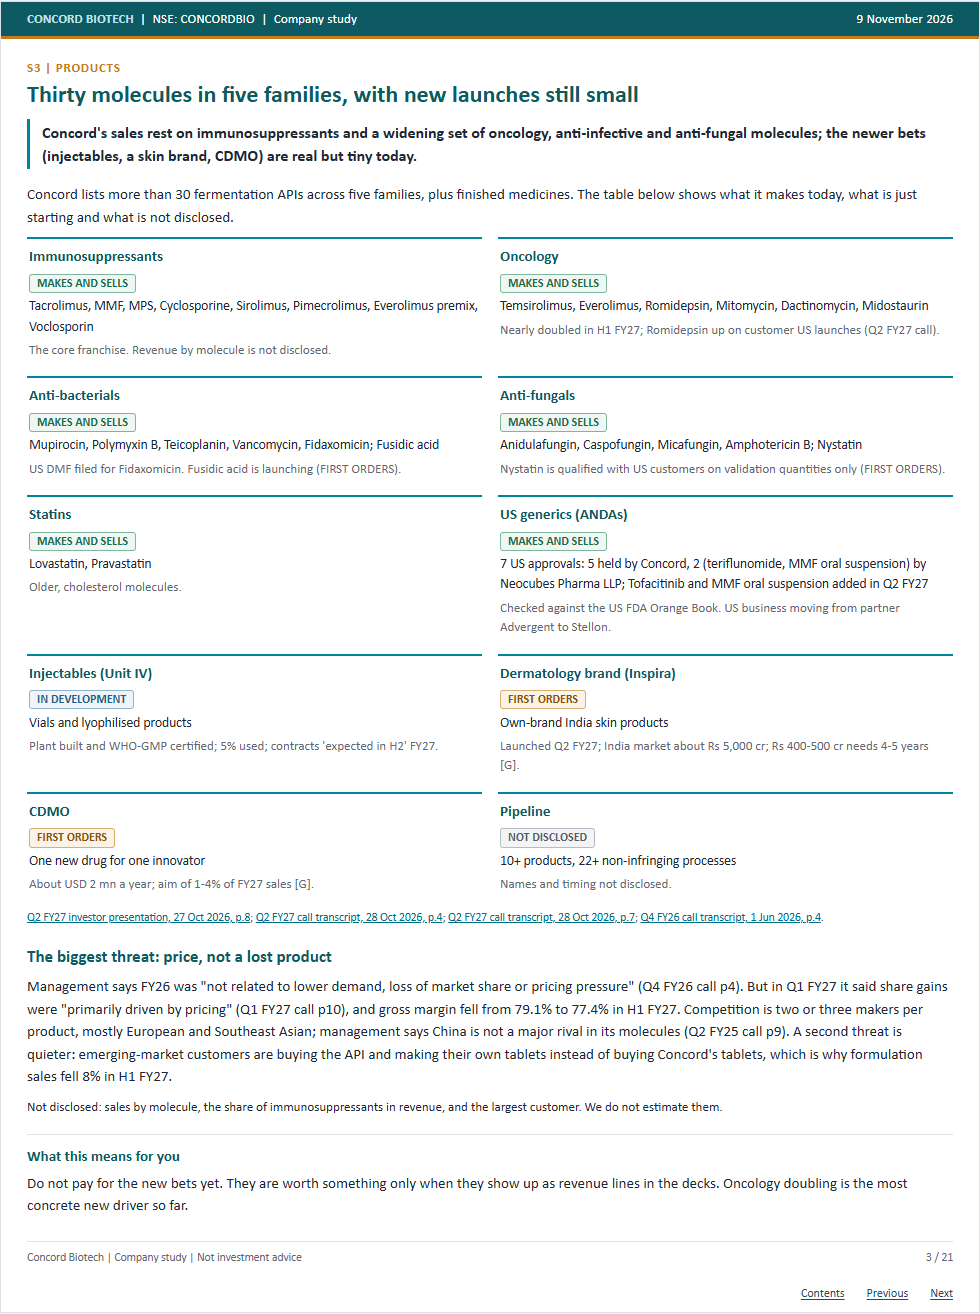 CONCORD BIOTECH | NSE: CONCORDBIO | Company study
9 November 2026
S3 | PRODUCTS
Thirty molecules in five families, with new launches still small
Concord's sales rest on immunosuppressants and a widening set of oncology, anti-infective and anti-fungal molecules; the newer bets
(injectables, a skin brand, CDMO) are real but tiny today.
Concord lists more than 30 fermentation APIs across five families, plus finished medicines. The table below shows what it makes today, what is just
starting and what is not disclosed.
Immunosuppressants
MAKES AND SELLS
Tacrolimus, MMF, MPS, Cyclosporine, Sirolimus, Pimecrolimus, Everolimus premix,
Voclosporin
The core franchise. Revenue by molecule is not disclosed.
Oncology
MAKES AND SELLS
Temsirolimus, Everolimus, Romidepsin, Mitomycin, Dactinomycin, Midostaurin
Nearly doubled in H1 FY27; Romidepsin up on customer US launches (Q2 FY27 call).
Anti-bacterials
MAKES AND SELLS
Mupirocin, Polymyxin B, Teicoplanin, Vancomycin, Fidaxomicin; Fusidic acid
US DMF filed for Fidaxomicin. Fusidic acid is launching (FIRST ORDERS).
Anti-fungals
MAKES AND SELLS
Anidulafungin, Caspofungin, Micafungin, Amphotericin B; Nystatin
Nystatin is qualified with US customers on validation quantities only (FIRST ORDERS).
Statins
MAKES AND SELLS
Lovastatin, Pravastatin
Older, cholesterol molecules.
US generics (ANDAs)
MAKES AND SELLS
7 US approvals: 5 held by Concord, 2 (teriflunomide, MMF oral suspension) by
Neocubes Pharma LLP; Tofacitinib and MMF oral suspension added in Q2 FY27
Checked against the US FDA Orange Book. US business moving from partner
Advergent to Stellon.
Injectables (Unit IV)
IN DEVELOPMENT
Vials and lyophilised products
Plant built and WHO-GMP certified; 5% used; contracts 'expected in H2' FY27.
Dermatology brand (Inspira)
FIRST ORDERS
Own-brand India skin products
Launched Q2 FY27; India market about Rs 5,000 cr; Rs 400-500 cr needs 4-5 years
[G].
CDMO
FIRST ORDERS
One new drug for one innovator
About USD 2 mn a year; aim of 1-4% of FY27 sales [G].
Pipeline
NOT DISCLOSED
10+ products, 22+ non-infringing processes
Names and timing not disclosed.
Q2 FY27 investor presentation, 27 Oct 2026, p.8; Q2 FY27 call transcript, 28 Oct 2026, p.4; Q2 FY27 call transcript, 28 Oct 2026, p.7; Q4 FY26 call transcript, 1 Jun 2026, p.4.
The biggest threat: price, not a lost product
Management says FY26 was "not related to lower demand, loss of market share or pricing pressure" (Q4 FY26 call p4). But in Q1 FY27 it said share gains
were "primarily driven by pricing" (Q1 FY27 call p10), and gross margin fell from 79.1% to 77.4% in H1 FY27. Competition is two or three makers per
product, mostly European and Southeast Asian; management says China is not a major rival in its molecules (Q2 FY25 call p9). A second threat is
quieter: emerging-market customers are buying the API and making their own tablets instead of buying Concord's tablets, which is why formulation
sales fell 8% in H1 FY27.
Not disclosed: sales by molecule, the share of immunosuppressants in revenue, and the largest customer. We do not estimate them.
What this means for you
Do not pay for the new bets yet. They are worth something only when they show up as revenue lines in the decks. Oncology doubling is the most
concrete new driver so far.
Concord Biotech | Company study | Not investment advice
3 / 21
Contents Previous Next